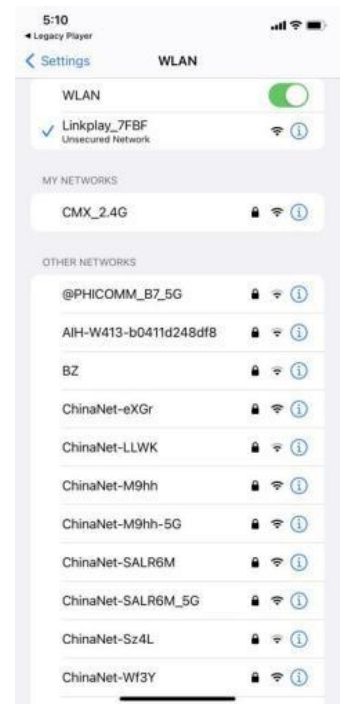 5:10
Legacy Player
Settings
WLAN
WLAN
Linkplay_7FBF
Unsecured Network
MY NETWORKS
CMX_2.4G
OTHER NETWORKS
@PHICOMM_B7_5G
AIH-W413-b0411d248df8
BZ
ChinaNet-eXGr
ChinaNet-LLWK
ChinaNet-M9hh
ChinaNet-M9hh-5G
ChinaNet-SALR6M
ChinaNet-SALR6M_5G
ChinaNet-Sz4L
ChinaNet-Wf3Y